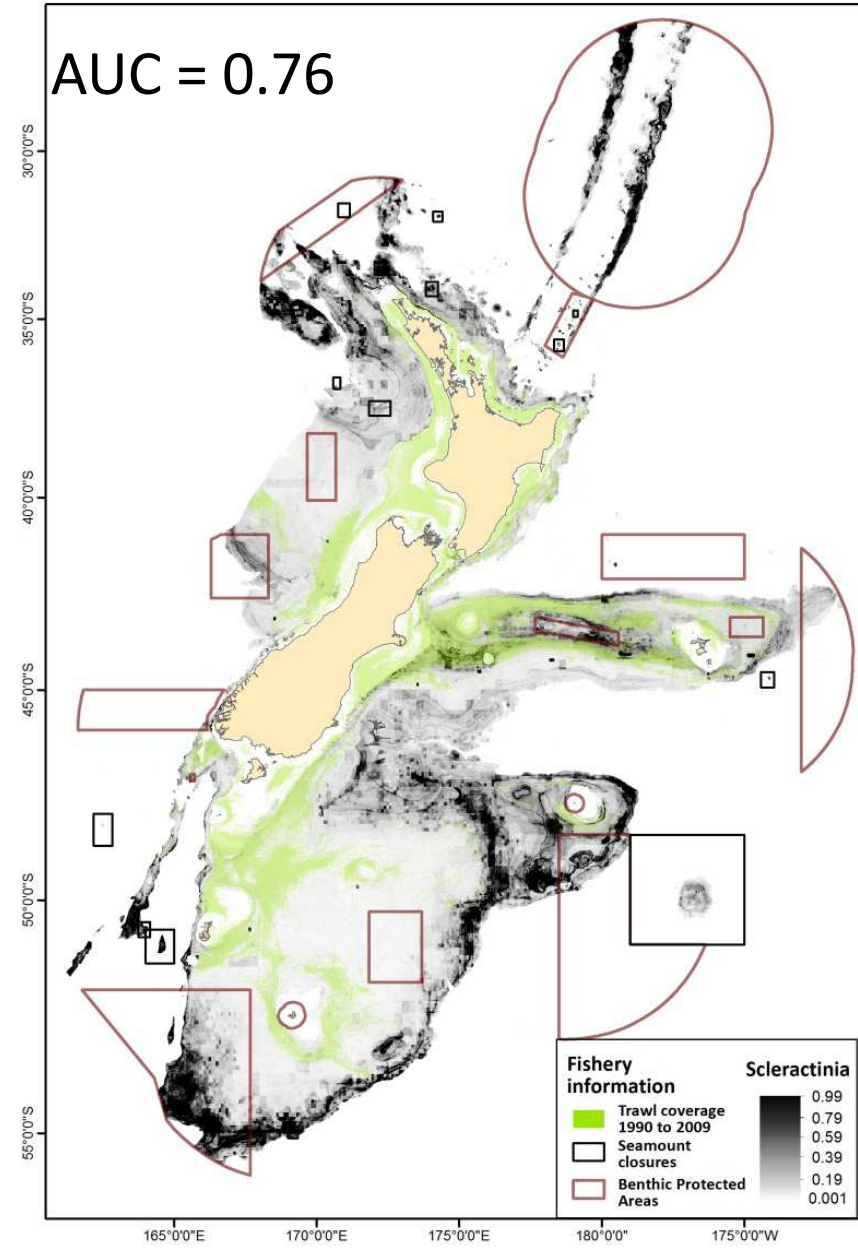 AUC = 0.76
30°0'0"S
35°0'0"S
40°0'0"S
45°0'0"S
50°0'0"S
55°0'0"S
Fishery
information
Trawl coverage
1990 to 2009
Seamount
closures
Benthic Protected
Areas
Scleractinia
0.99
0.79
0.59
0.39
0.19
0.001
165°0'0"E
170°0'0"E
175°0'0"E
180°0'0"
175°0'0"W